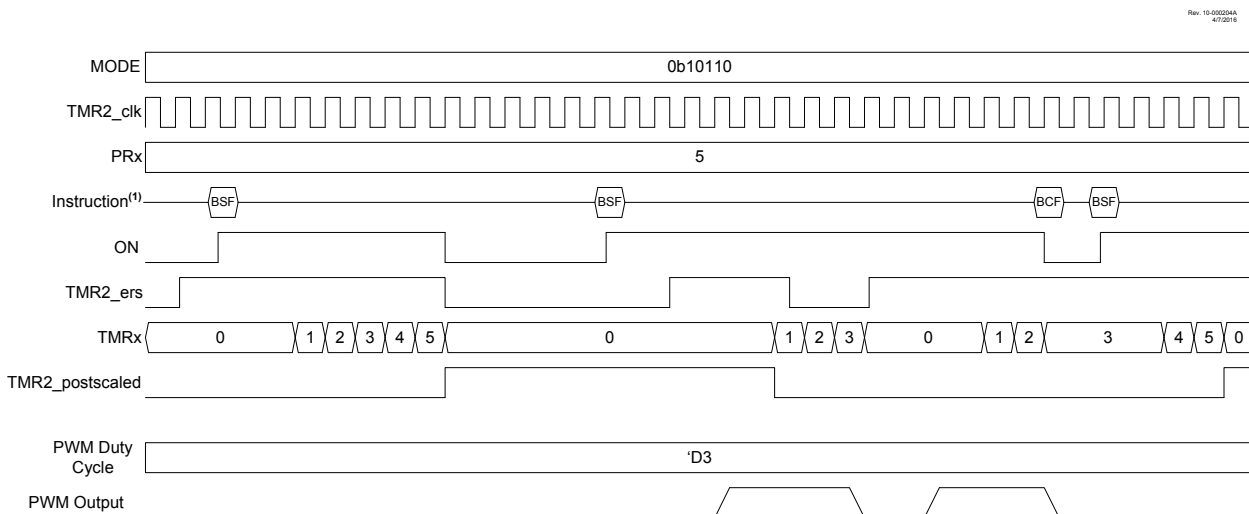 Rev. 10-000204A
4/7/2016
MODE 0b10110
TMR2_clk
PRx 5
Instruction(1) BSF BSF BCF BSF
ON
TMR2_ers
TMRx 0 1 2 3 4 5 0 1 2 3 0 1 2 3 4 5 0
TMR2_postscaled
PWM Duty
Cycle
‘D3
PWM Output